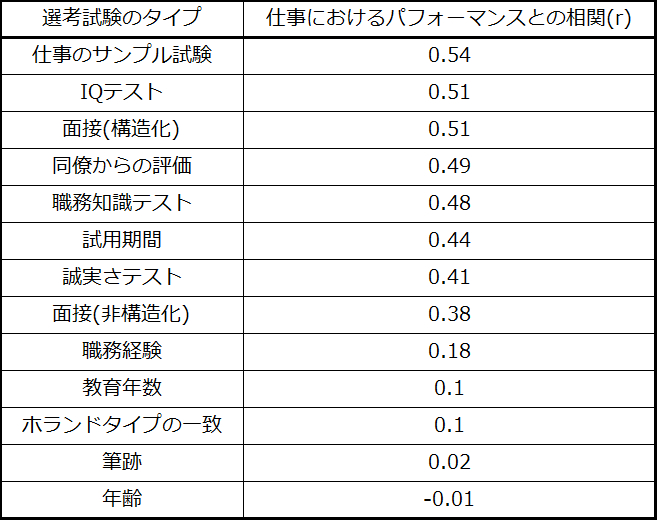 選考試験のタイプ 仕事におけるパフォーマンスとの相関(r)
仕事のサンプル試験 0.54
IQテスト 0.51
面接(構造化) 0.51
同僚からの評価 0.49
職務知識テスト 0.48
試用期間 0.44
誠実さテスト 0.41
面接(非構造化) 0.38
職務経験 0.18
教育年数 0.1
ホランドタイプの一致 0.1
筆跡 0.02
年齢 -0.01